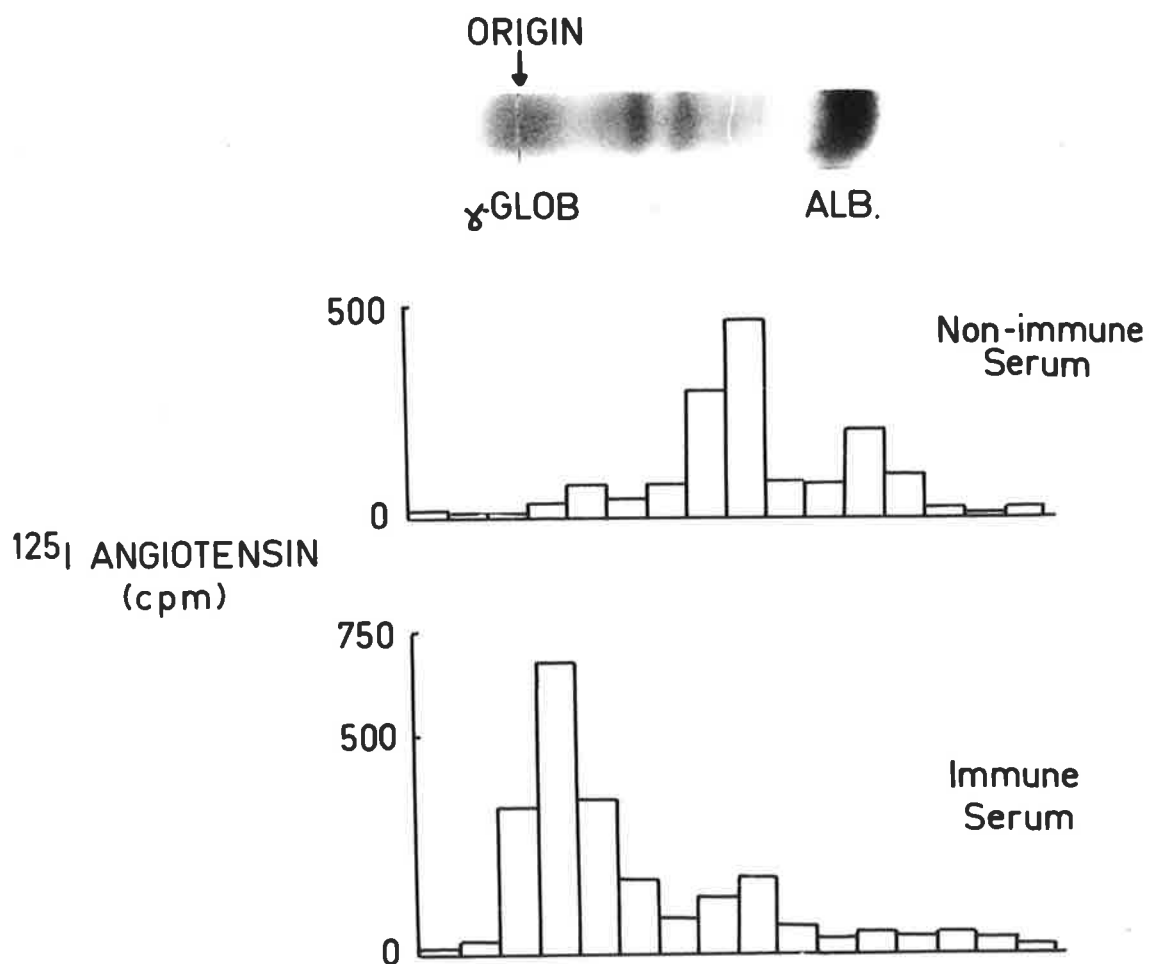 ORIGIN
γ-GLOB
ALB.
500
Non-immune
Serum
0
¹²⁵I ANGIOTENSIN
(cpm)
750
500
Immune
Serum
0